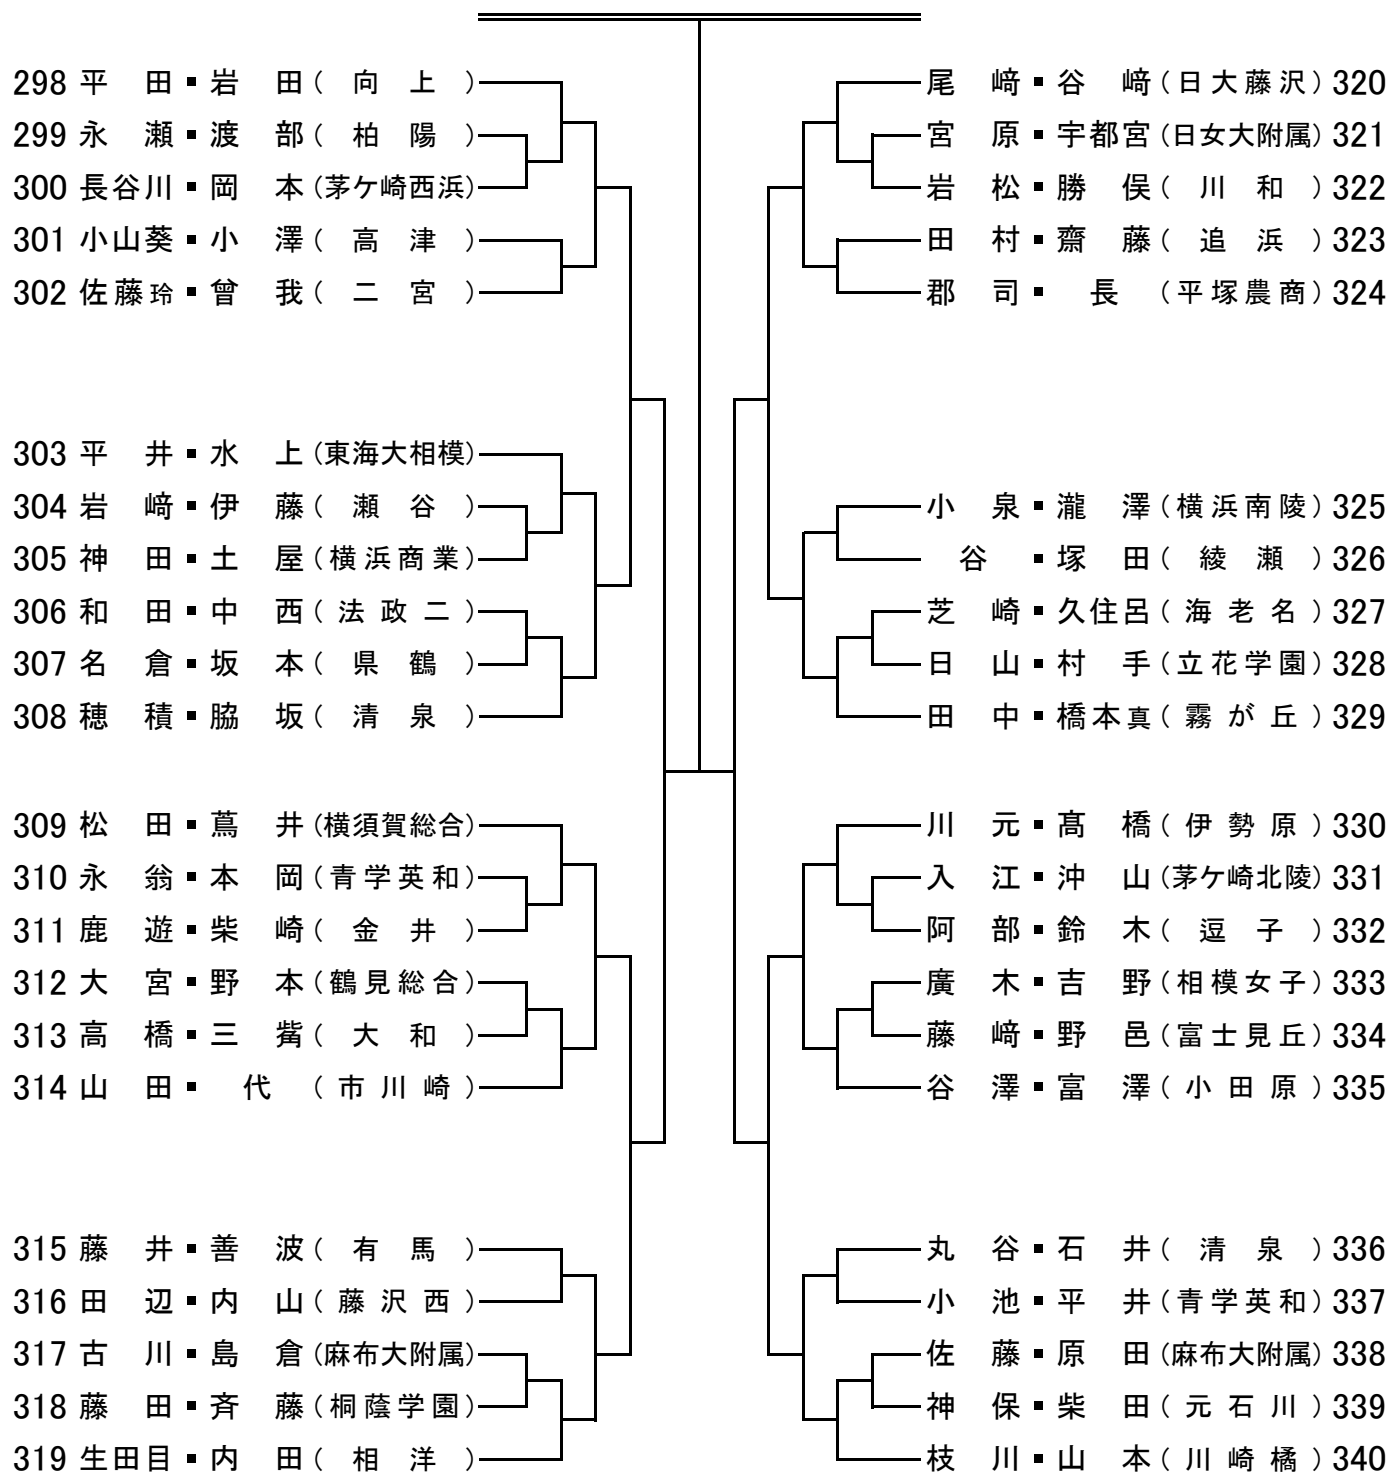 298 平 田・岩 田( 向 上 )
299 永 瀬・渡 部( 柏 陽 )
300 長谷川・岡 本(茅ケ崎西浜)
301 小山葵・小 澤( 高 津 )
302 佐藤玲・曾 我( 二 宮 )
303 平 井・水 上(東海大相模)
304 岩 﨑・伊 藤( 瀬 谷 )
305 神 田・土 屋(横浜商業)
306 和 田・中 西( 法 政 二 )
307 名 倉・坂 本( 県 鶴 )
308 穂 積・脇 坂( 清 泉 )
309 松 田・蔦 井(横須賀総合)
310 永 翁・本 岡(青学英和)
311 鹿 遊・柴 崎( 金 井 )
312 大 宮・野 本(鶴見総合)
313 高 橋・三 觜( 大 和 )
314 山 田・ 代 ( 市 川 崎 )
315 藤 井・善 波( 有 馬 )
316 田 辺・内 山( 藤 沢 西 )
317 古 川・島 倉(麻布大附属)
318 藤 田・斉 藤(桐蔭学園)
319 生田目・内 田( 相 洋 )
尾 﨑・谷 﨑(日大藤沢) 320
宮 原・宇都宮(日女大附属) 321
岩 松・勝 俣( 川 和 ) 322
田 村・齋 藤( 追 浜 ) 323
郡 司・ 長 (平塚農商) 324
小 泉・瀧 澤(横浜南陵) 325
谷 ・塚 田( 綾 瀬 ) 326
芝 崎・久住呂( 海 老 名 ) 327
日 山・村 手(立花学園) 328
田 中・橋本真( 霧 が 丘 ) 329
川 元・髙 橋( 伊 勢 原 ) 330
入 江・沖 山(茅ケ崎北陵) 331
阿 部・鈴 木( 逗 子 ) 332
廣 木・吉 野(相模女子) 333
藤 﨑・野 邑(富士見丘) 334
谷 澤・富 澤( 小 田 原 ) 335
丸 谷・石 井( 清 泉 ) 336
小 池・平 井(青学英和) 337
佐 藤・原 田(麻布大附属) 338
神 保・柴 田( 元 石 川 ) 339
枝 川・山 本( 川 崎 橘 ) 340